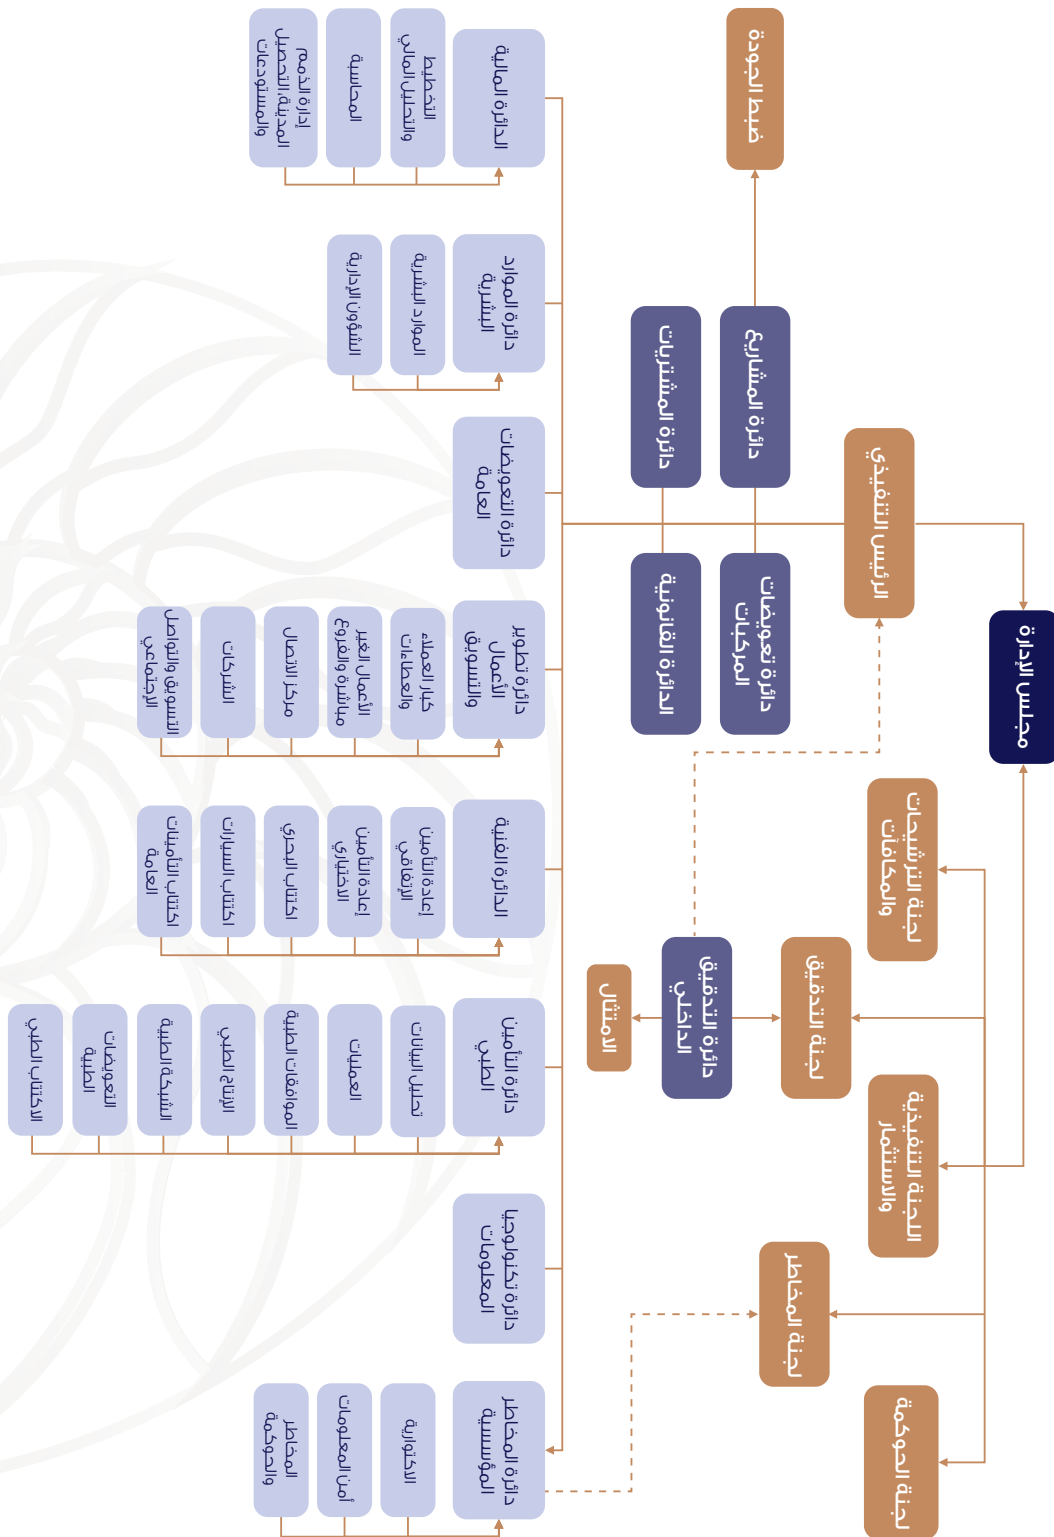 مجلس الإدارة
لجنة الحوكمة
اللجنة التنفيذية
والاستثمار
لجنة الترشيحات
والمكافآت
لجنة المخاطر
لجنة التدقيق
الرئيس التنفيذي
دائرة التدقيق
الداخلي
الامتثال
دائرة تعويضات
المركبات
دائرة المشاريع
ضبط الجودة
الدائرة القانونية
دائرة المشتريات
دائرة المخاطر
المؤسسية
الاكتوارية
أمن المعلومات
المخاطر
والحوكمة
دائرة تكنولوجيا
المعلومات
دائرة التأمين
الطبي
تحليل البيانات
العمليات
الموافقات الطبية
الإنتاج الطبي
الشبكة الطبية
التعويضات
الطبية
الاكتتاب الطبي
الدائرة الفنية
إعادة التأمين
الإتفاقي
إعادة التأمين
الاختياري
اكتتاب البحري
اكتتاب السيارات
اكتتاب التأمينات
العامة
دائرة تطوير
الأعمال
والتسويق
كبار العملاء
والعطاءات
الأعمال الغير
مباشرة والفروع
مركز الاتصال
الشركات
التسويق والتواصل
الإجتماعي
دائرة التعويضات
العامة
دائرة الموارد
البشرية
الموارد البشرية
الشؤون الإدارية
الدائرة المالية
التخطيط
والتحليل المالي
المحاسبة
إدارة الذمم
المدينة،التحصيل
والمستودعات